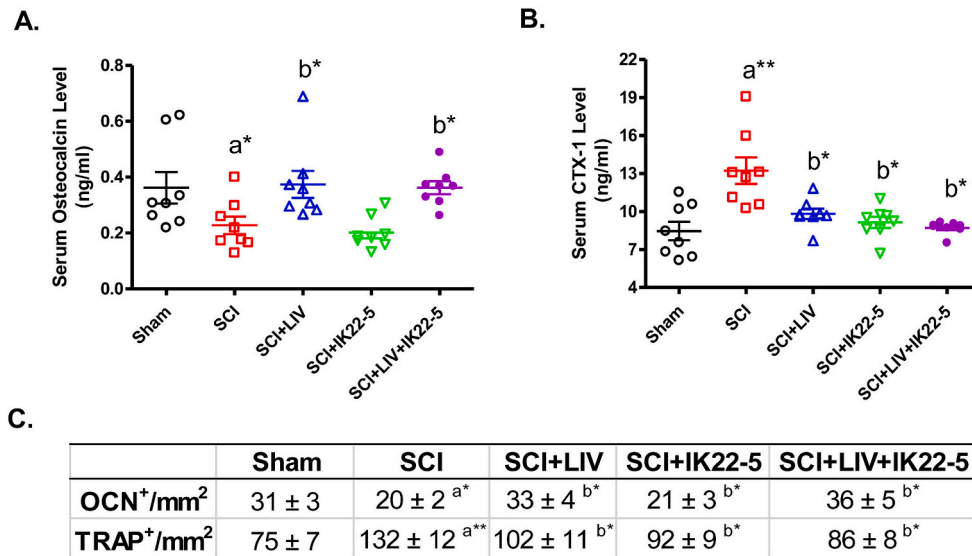 A.
0.8
0.6
0.4
0.2
0.0
Serum Osteocalcin Level
(ng/ml)
a*
b*
b*
Sham
SCI
SCI+LIV
SCI+IK22-5
SCI+LIV+IK22-5
B.
22
19
16
13
10
7
4
Serum CTX-1 Level
(ng/ml)
a**
b*
b*
b*
Sham
SCI
SCI+LIV
SCI+IK22-5
SCI+LIV+IK22-5
C.
Sham SCI SCI+LIV SCI+IK22-5 SCI+LIV+IK22-5
OCN⁺/mm² 31 ± 3 20 ± 2 a* 33 ± 4 b* 21 ± 3 b* 36 ± 5 b*
TRAP⁺/mm² 75 ± 7 132 ± 12 a** 102 ± 11 b* 92 ± 9 b* 86 ± 8 b*